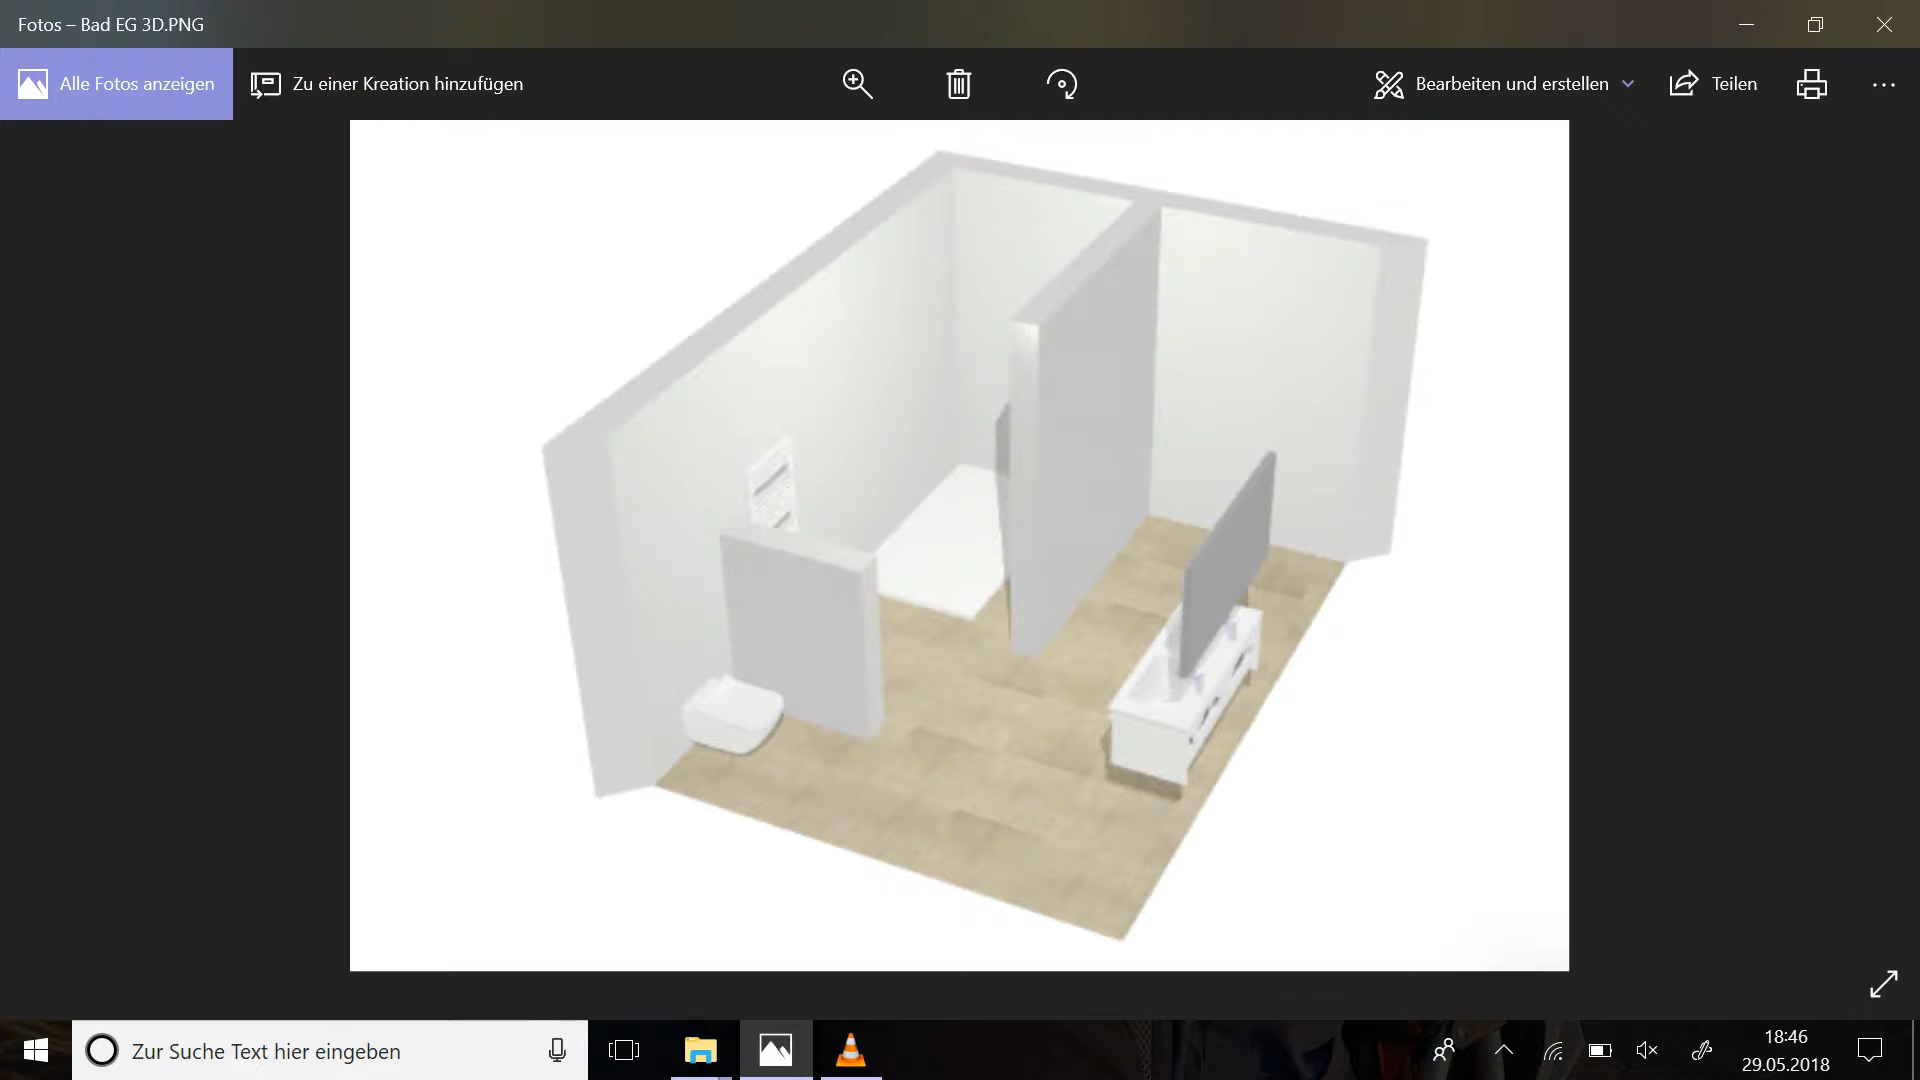 Fotos – Bad EG 3D.PNG
Alle Fotos anzeigen
Zu einer Kreation hinzufügen
Bearbeiten und erstellen
Teilen
Zur Suche Text hier eingeben
18:46
29.05.2018